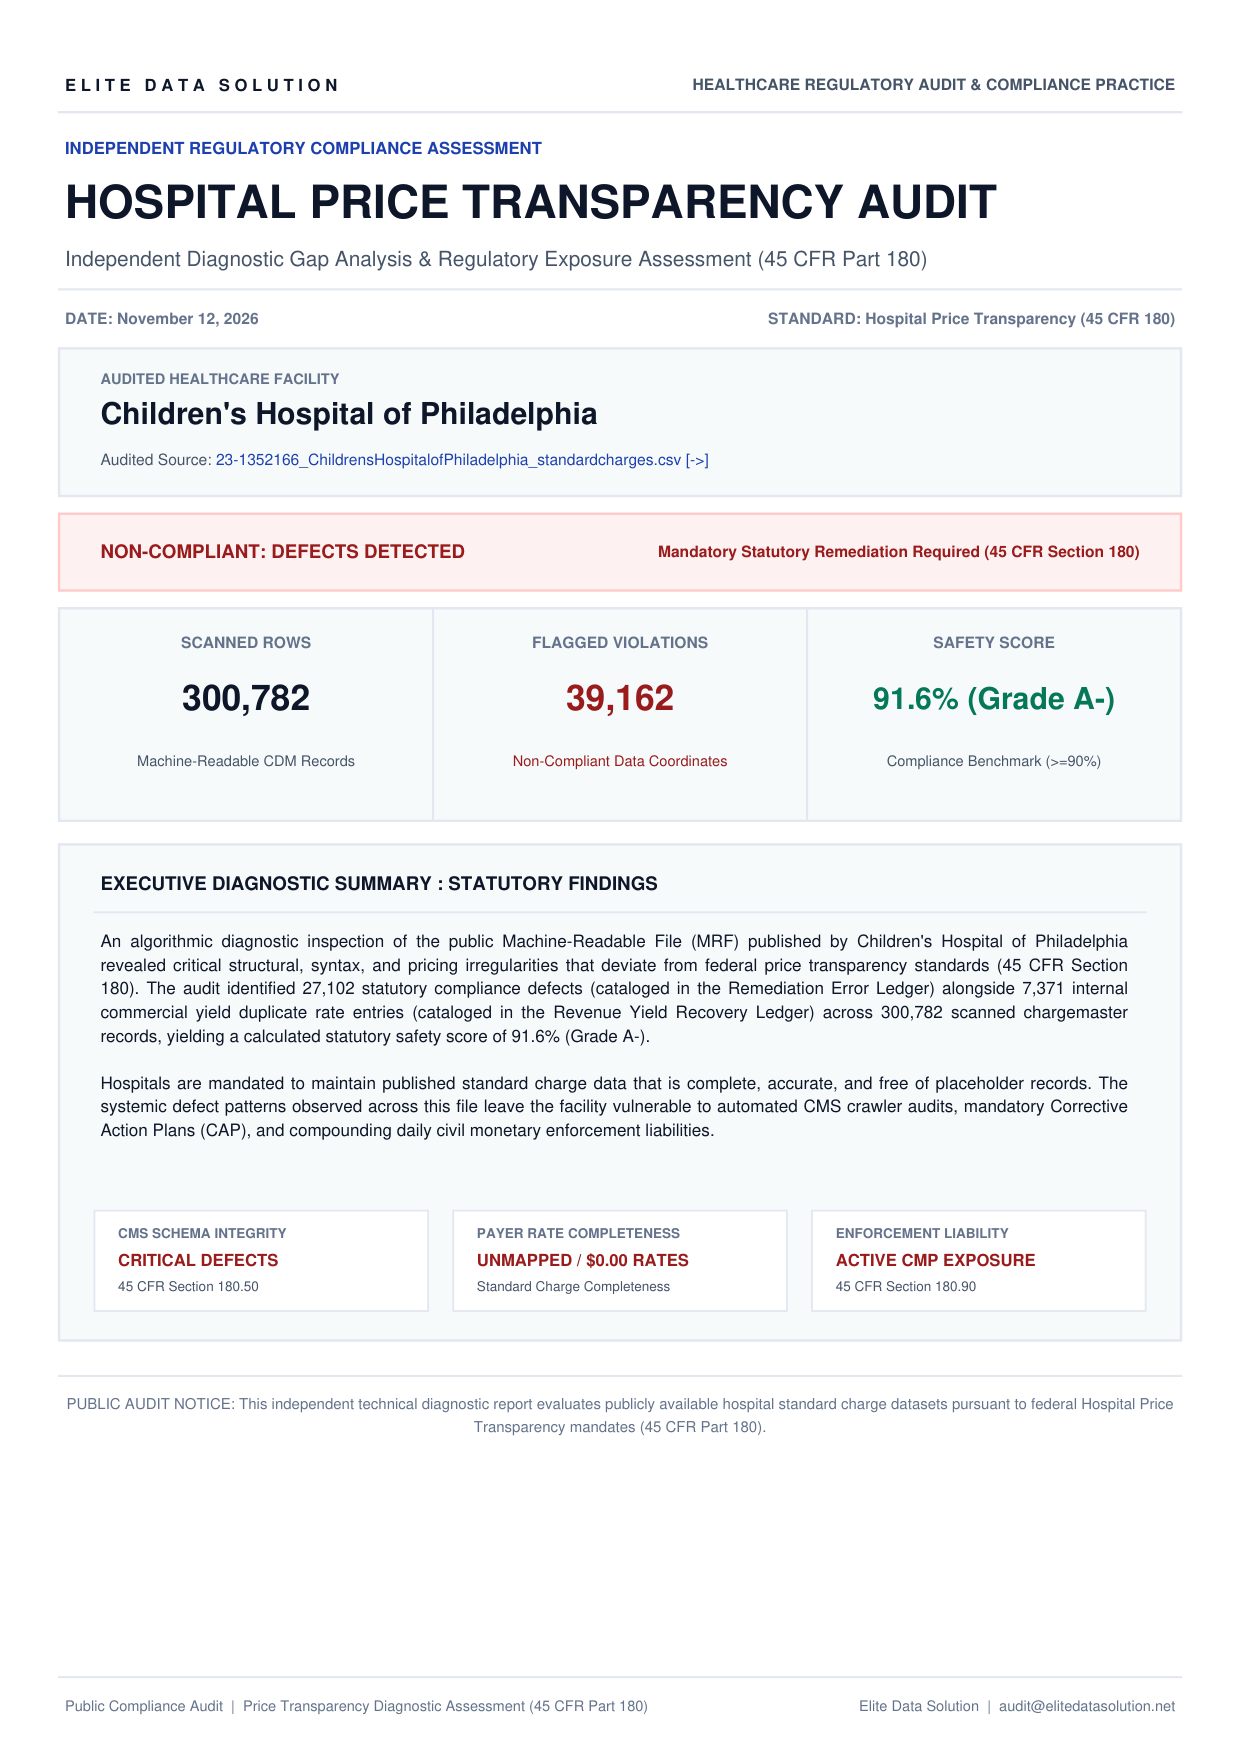 ELITE DATA SOLUTION
HEALTHCARE REGULATORY AUDIT & COMPLIANCE PRACTICE
INDEPENDENT REGULATORY COMPLIANCE ASSESSMENT
HOSPITAL PRICE TRANSPARENCY AUDIT
Independent Diagnostic Gap Analysis & Regulatory Exposure Assessment (45 CFR Part 180)
DATE: November 12, 2026
STANDARD: Hospital Price Transparency (45 CFR 180)
AUDITED HEALTHCARE FACILITY
Children's Hospital of Philadelphia
Audited Source: 23-1352166_ChildrensHospitalofPhiladelphia_standardcharges.csv [->]
NON-COMPLIANT: DEFECTS DETECTED
Mandatory Statutory Remediation Required (45 CFR Section 180)
SCANNED ROWS
300,782
Machine-Readable CDM Records
FLAGGED VIOLATIONS
39,162
Non-Compliant Data Coordinates
SAFETY SCORE
91.6% (Grade A-)
Compliance Benchmark (>=90%)
EXECUTIVE DIAGNOSTIC SUMMARY : STATUTORY FINDINGS
An algorithmic diagnostic inspection of the public Machine-Readable File (MRF) published by Children's Hospital of Philadelphia
revealed critical structural, syntax, and pricing irregularities that deviate from federal price transparency standards (45 CFR Section
180). The audit identified 27,102 statutory compliance defects (cataloged in the Remediation Error Ledger) alongside 7,371 internal
commercial yield duplicate rate entries (cataloged in the Revenue Yield Recovery Ledger) across 300,782 scanned chargemaster
records, yielding a calculated statutory safety score of 91.6% (Grade A-).
Hospitals are mandated to maintain published standard charge data that is complete, accurate, and free of placeholder records. The
systemic defect patterns observed across this file leave the facility vulnerable to automated CMS crawler audits, mandatory Corrective
Action Plans (CAP), and compounding daily civil monetary enforcement liabilities.
CMS SCHEMA INTEGRITY
CRITICAL DEFECTS
45 CFR Section 180.50
PAYER RATE COMPLETENESS
UNMAPPED / $0.00 RATES
Standard Charge Completeness
ENFORCEMENT LIABILITY
ACTIVE CMP EXPOSURE
45 CFR Section 180.90
PUBLIC AUDIT NOTICE: This independent technical diagnostic report evaluates publicly available hospital standard charge datasets pursuant to federal Hospital Price
Transparency mandates (45 CFR Part 180).
Public Compliance Audit | Price Transparency Diagnostic Assessment (45 CFR Part 180)
Elite Data Solution | audit@elitedatasolution.net